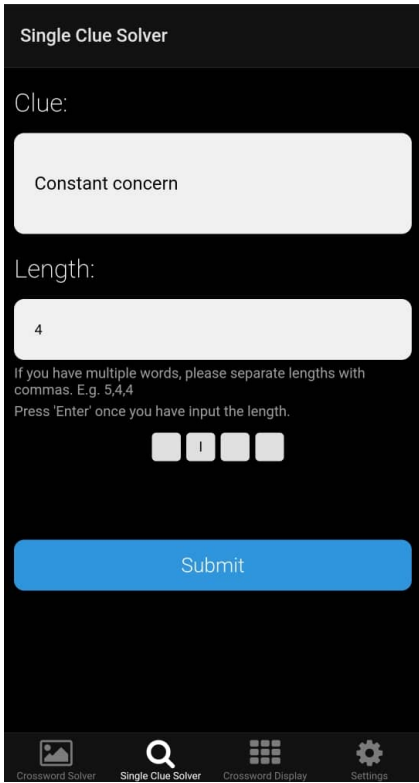 Single Clue Solver
Clue:
Constant concern
Length:
4
If you have multiple words, please separate lengths with
commas. E.g. 5,4,4
Press 'Enter' once you have input the length.
I
Submit
Crossword Solver Single Clue Solver Crossword Display Settings